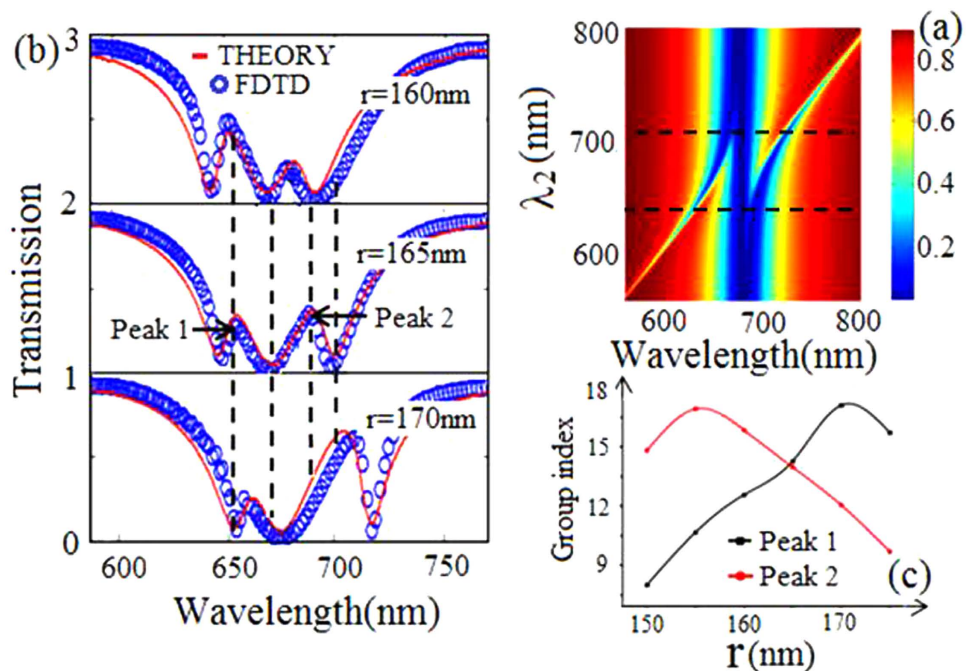 (b)
3
THEORY
FDTD
r=160nm
2
r=165nm
Peak 1
Peak 2
1
r=170nm
0
600 650 700 750
Wavelength(nm)
Transmission
(a)
800
700
600
λ2(nm)
0.8
0.6
0.4
0.2
600 700 800
Wavelength(nm)
18
15
12
9
Group index
Peak 1
Peak 2
(c)
150 160 170
r(nm)